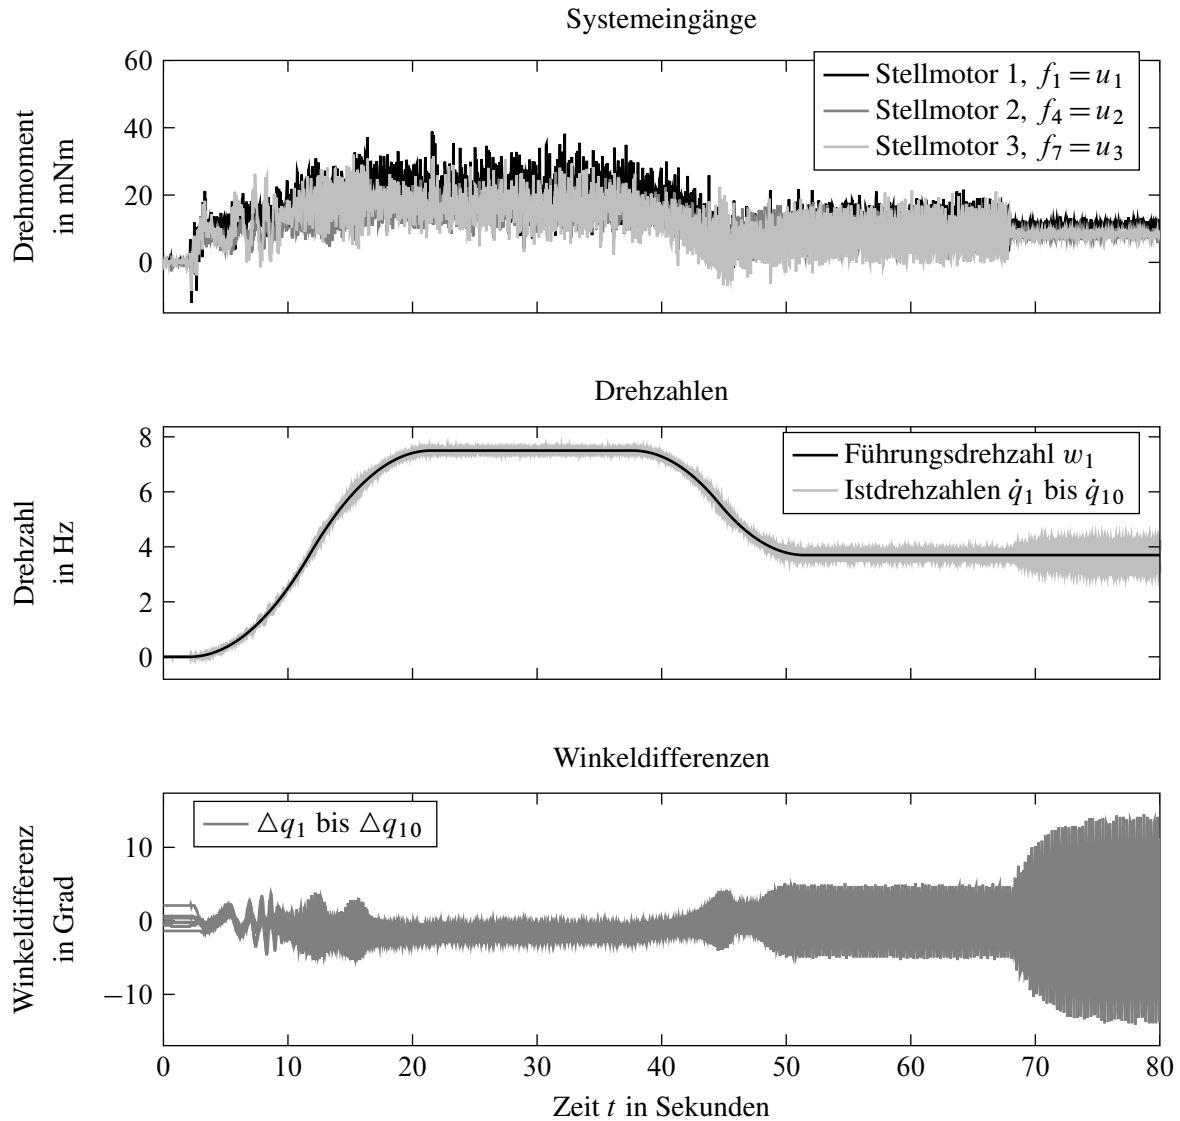 Systemeingänge
60
40
20
0
Drehmoment
in mNm
Stellmotor 1, f₁ = u₁
Stellmotor 2, f₄ = u₂
Stellmotor 3, f₇ = u₃
Drehzahlen
8
6
4
2
0
Drehzahl
in Hz
Führungsdrehzahl w₁
Istdrehzahlen q̇₁ bis q̇₁₀
Winkeldifferenzen
10
0
−10
Winkeldifferenz
in Grad
△q₁ bis △q₁₀
0 10 20 30 40 50 60 70 80
Zeit t in Sekunden